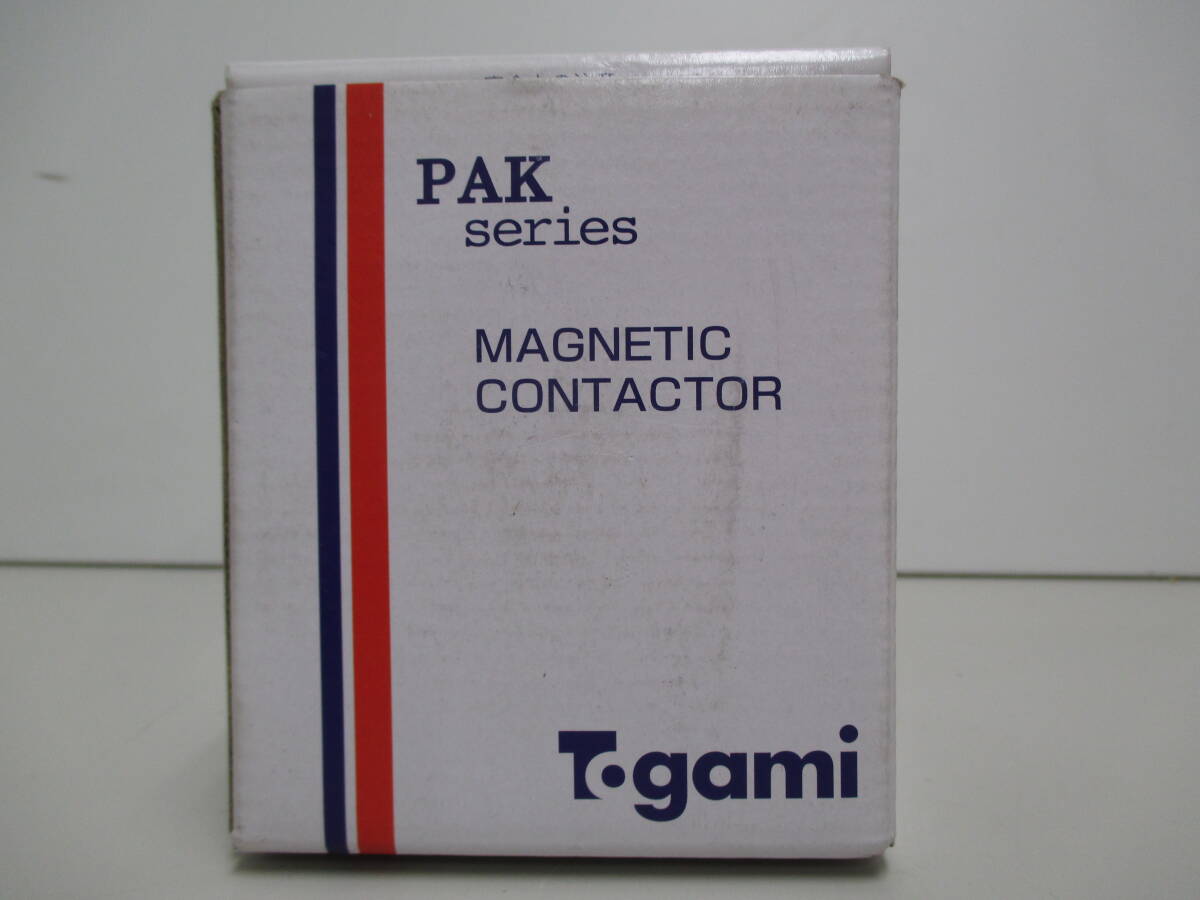 PAK
series
MAGNETIC
CONTACTOR
Togami